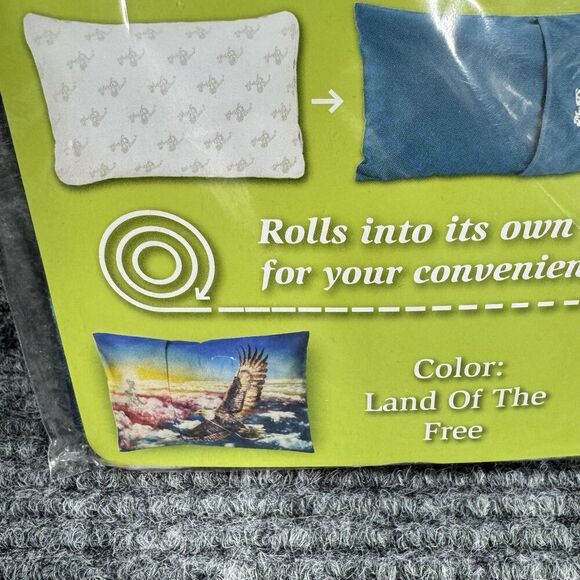 Rolls into its own
for your convenien
Color:
Land Of The
Free